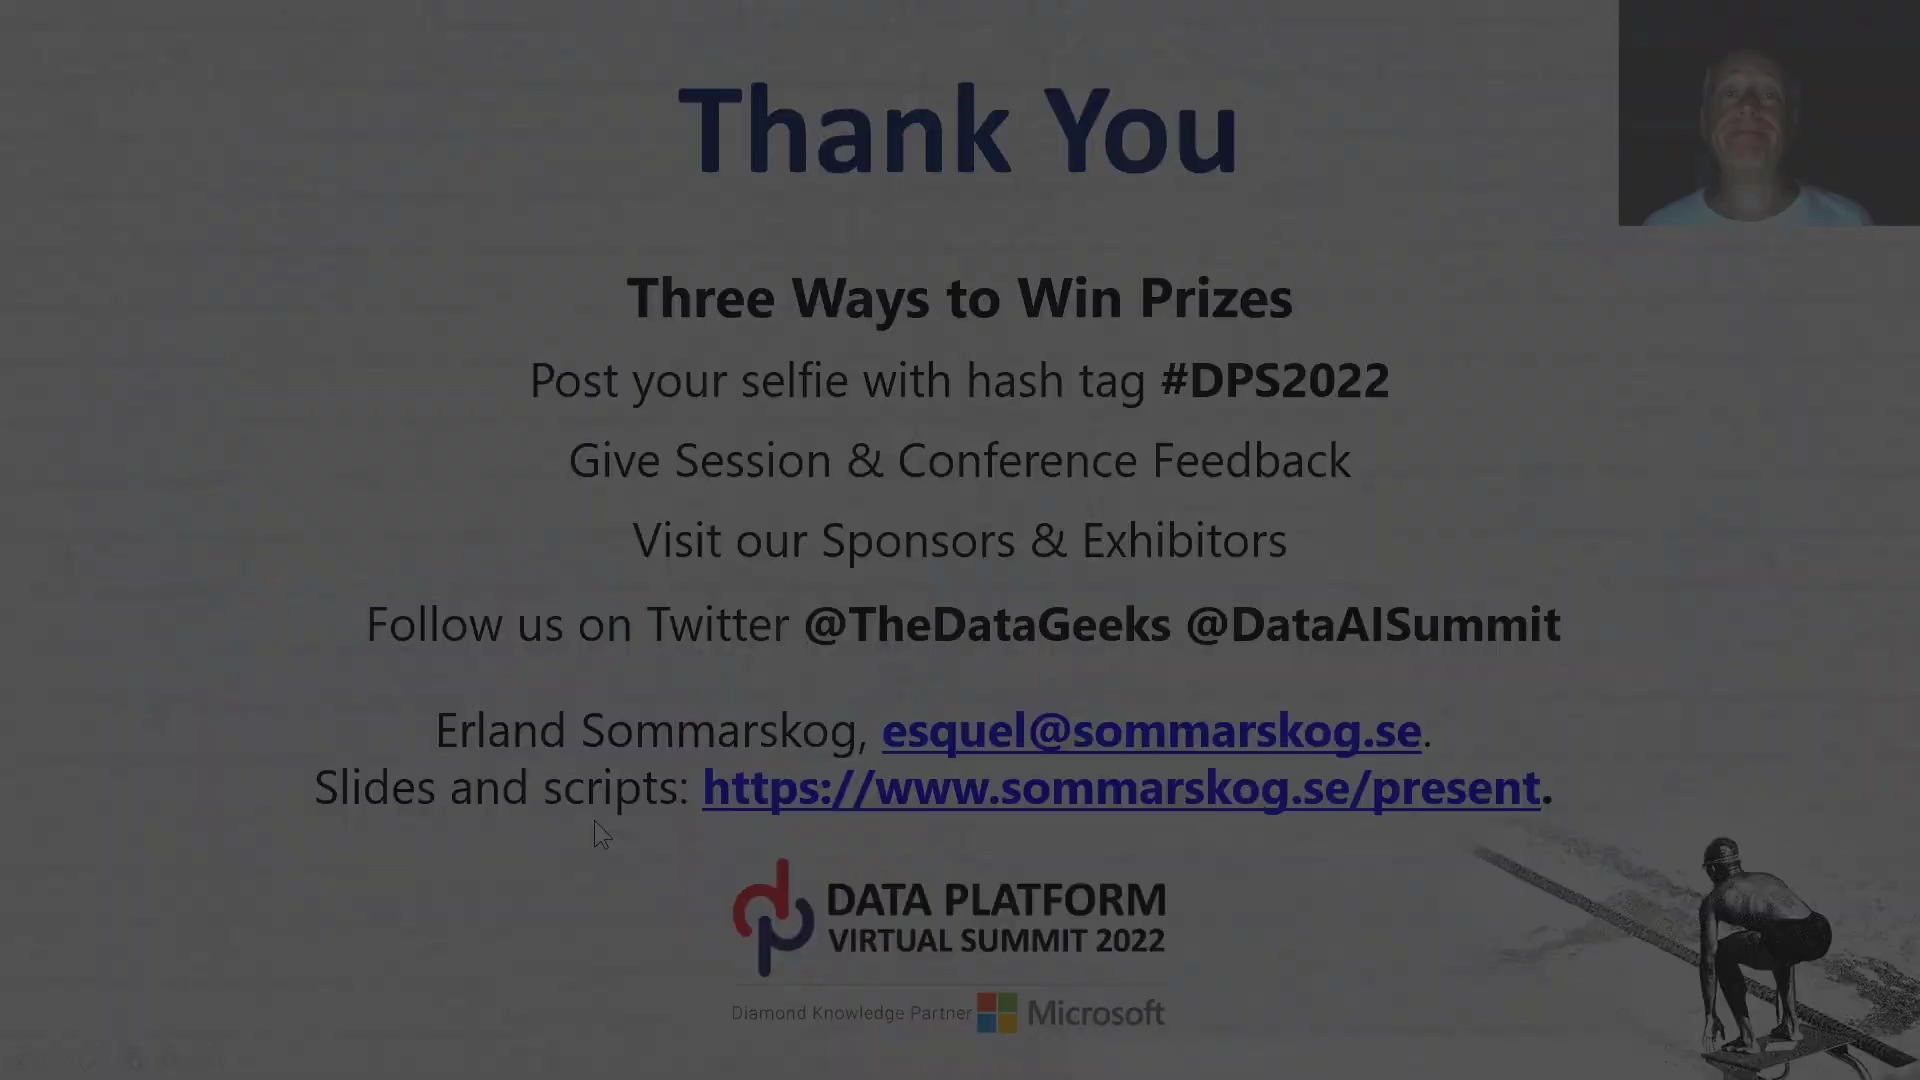 Thank You
Three Ways to Win Prizes
Post your selfie with hash tag #DPS2022
Give Session & Conference Feedback
Visit our Sponsors & Exhibitors
Follow us on Twitter @TheDataGeeks @DataAISummit
Erland Sommarskog, esquel@sommarskog.se.
Slides and scripts: https://www.sommarskog.se/present.
DATA PLATFORM
VIRTUAL SUMMIT 2022
Diamond Knowledge Partner Microsoft